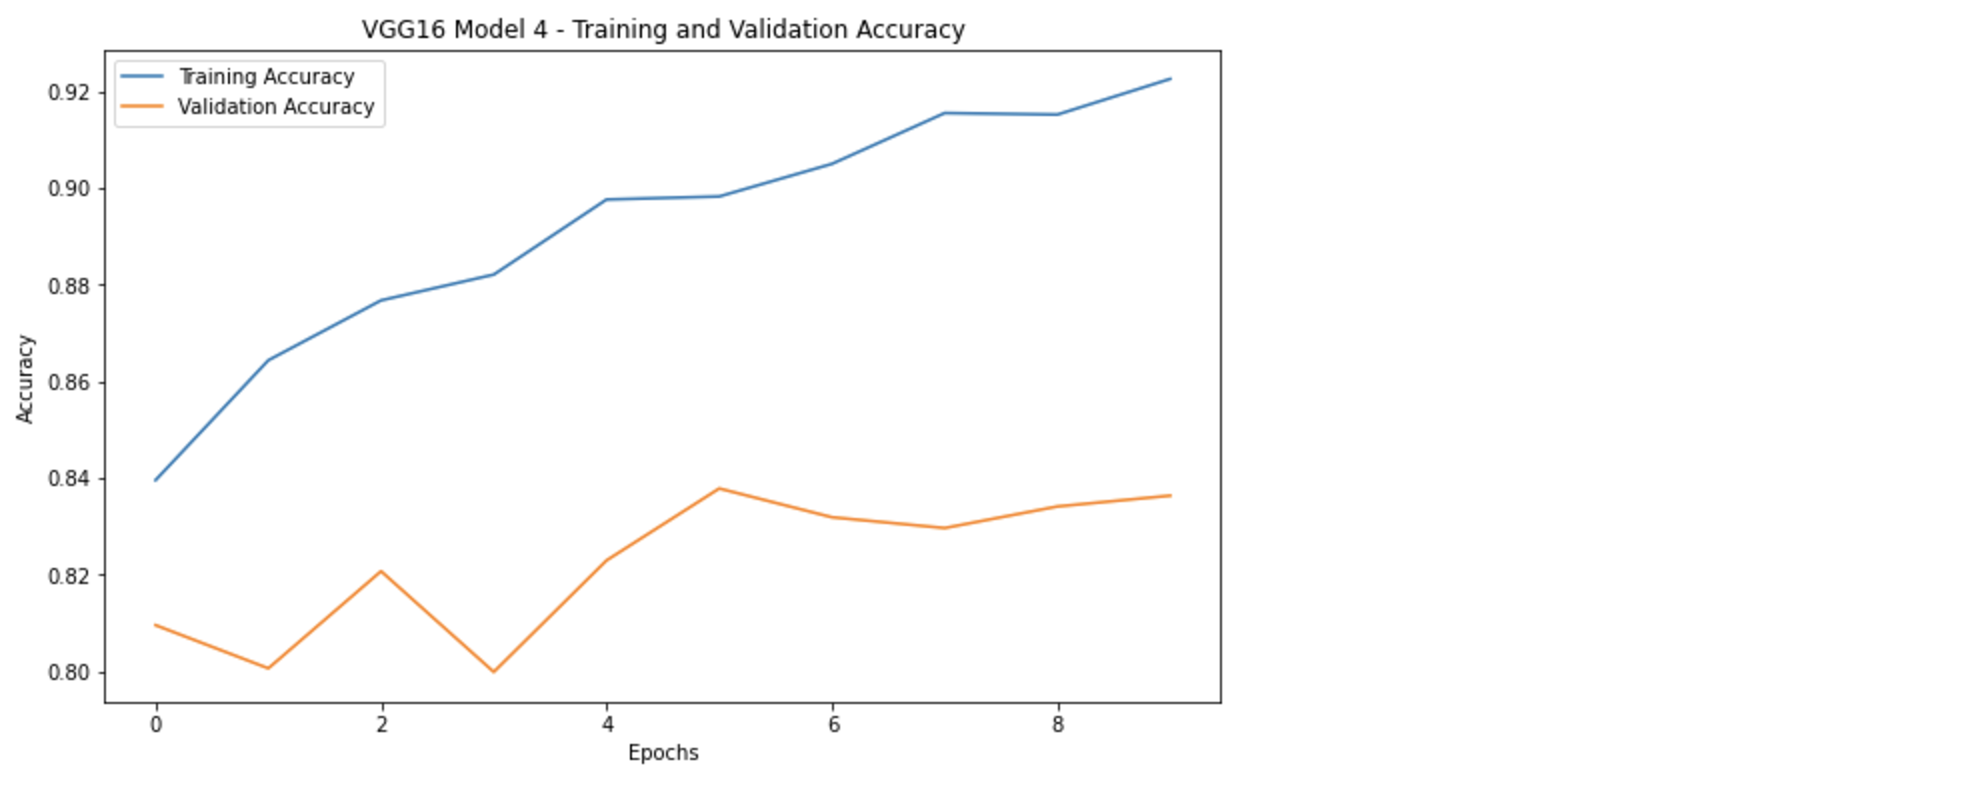 VGG16 Model 4 - Training and Validation Accuracy
Training Accuracy
Validation Accuracy
0.92
0.90
0.88
0.86
0.84
0.82
0.80
Accuracy
0 2 4 6 8
Epochs